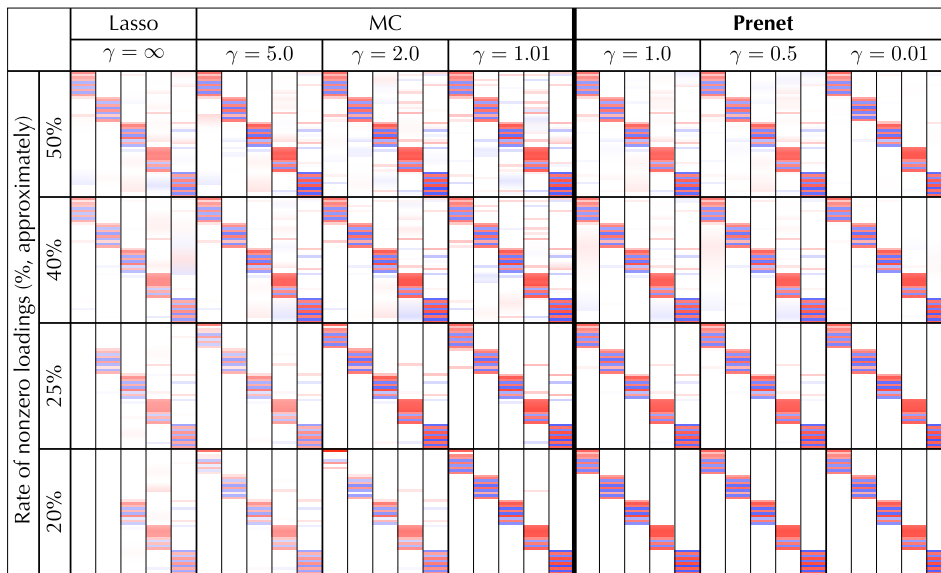 Lasso MC Prenet
γ = ∞ γ = 5.0 γ = 2.0 γ = 1.01 γ = 1.0 γ = 0.5 γ = 0.01
Rate of nonzero loadings (%, approximately)
50%
40%
25%
20%